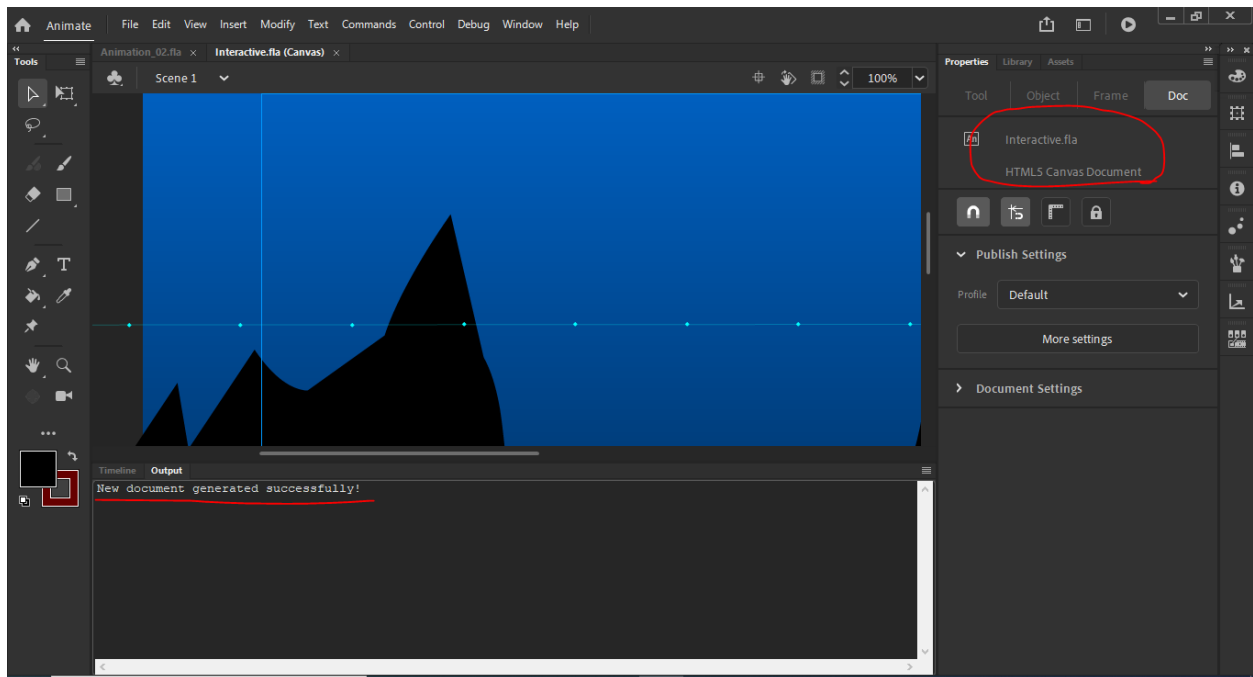 Animate File Edit View Insert Modify Text Commands Control Debug Window Help
Tools
Animation_02.fla × Interactive.fla (Canvas) ×
Scene 1
100%
Properties Library Assets
Tool Object Frame Doc
An Interactive.fla
HTML5 Canvas Document
Publish Settings
Profile Default
More settings
Document Settings
T
Timeline Output
New document generated successfully!